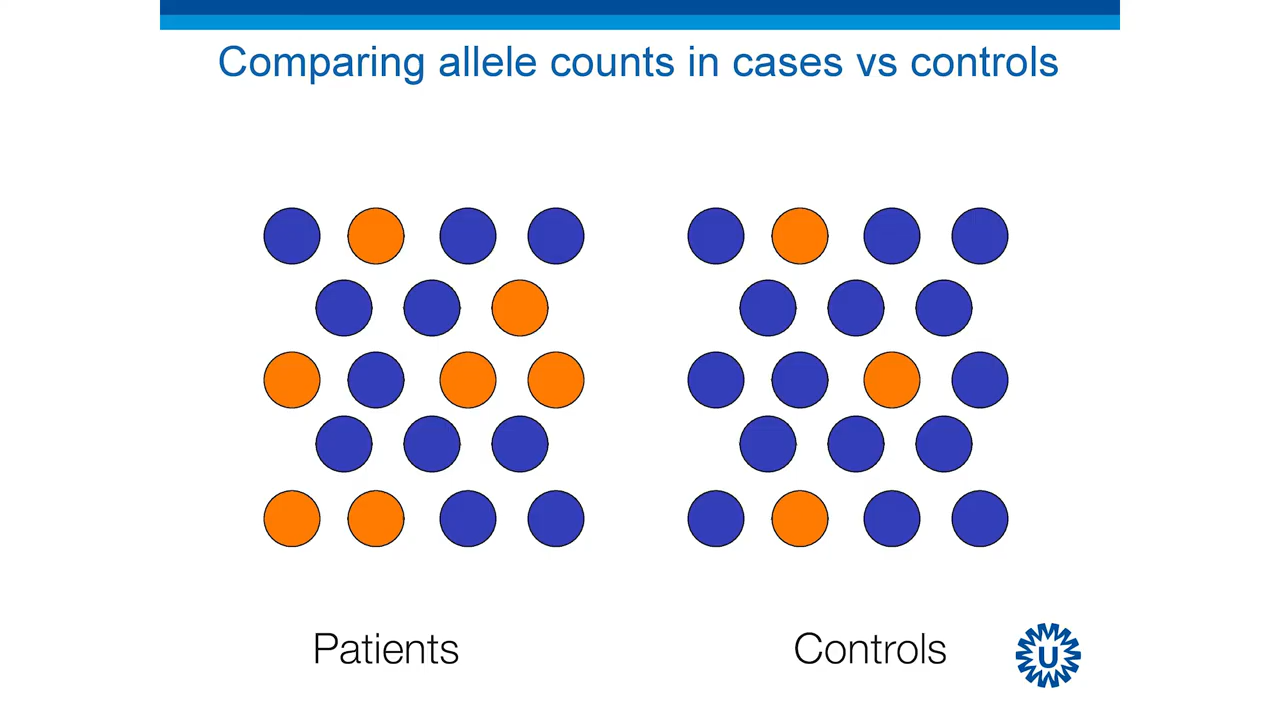 Comparing allele counts in cases vs controls
Patients
Controls
U